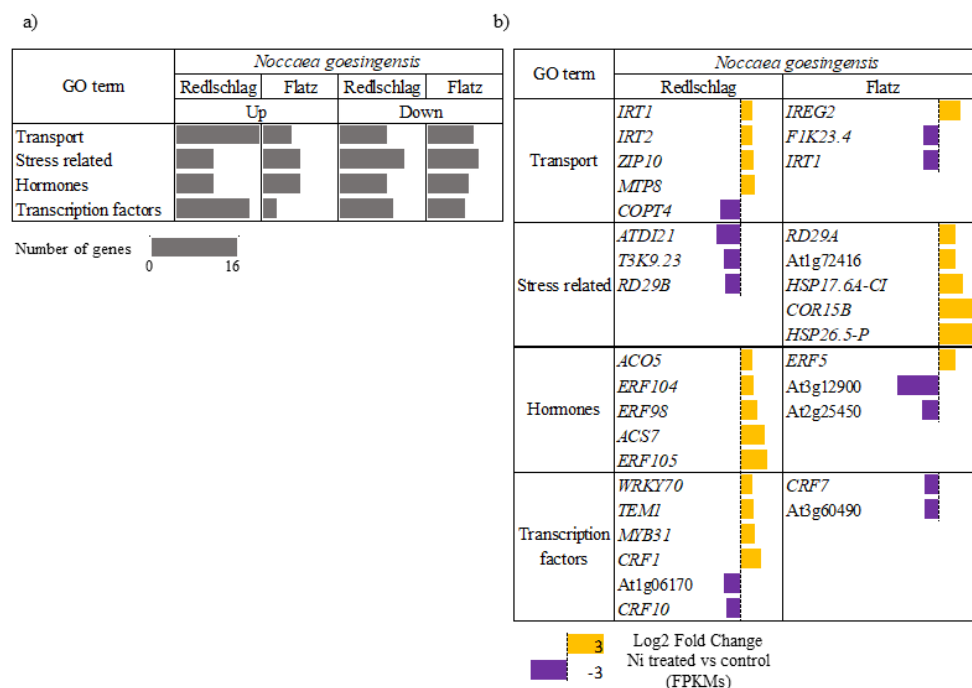 a)
GO term
Noccaea goesingensis
Redlschlag Flatz Redlschlag Flatz
Up Down
Transport
Stress related
Hormones
Transcription factors
Number of genes
0 16
b)
GO term
Noccaea goesingensis
Redlschlag Flatz
Transport
IRT1 IREG2
IRT2 F1K23.4
ZIP10 IRT1
MTP8
COPT4
Stress related
ATDI21 RD29A
T3K9.23 At1g72416
RD29B HSP17.6A-CI
COR15B
HSP26.5-P
Hormones
ACO5 ERF5
ERF104 At3g12900
ERF98 At2g25450
ACS7
ERF105
Transcription factors
WRKY70 CRF7
TEM1 At3g60490
MYB31
CRF1
At1g06170
CRF10
3 Log2 Fold Change
-3 Ni treated vs control
(FPKMs)